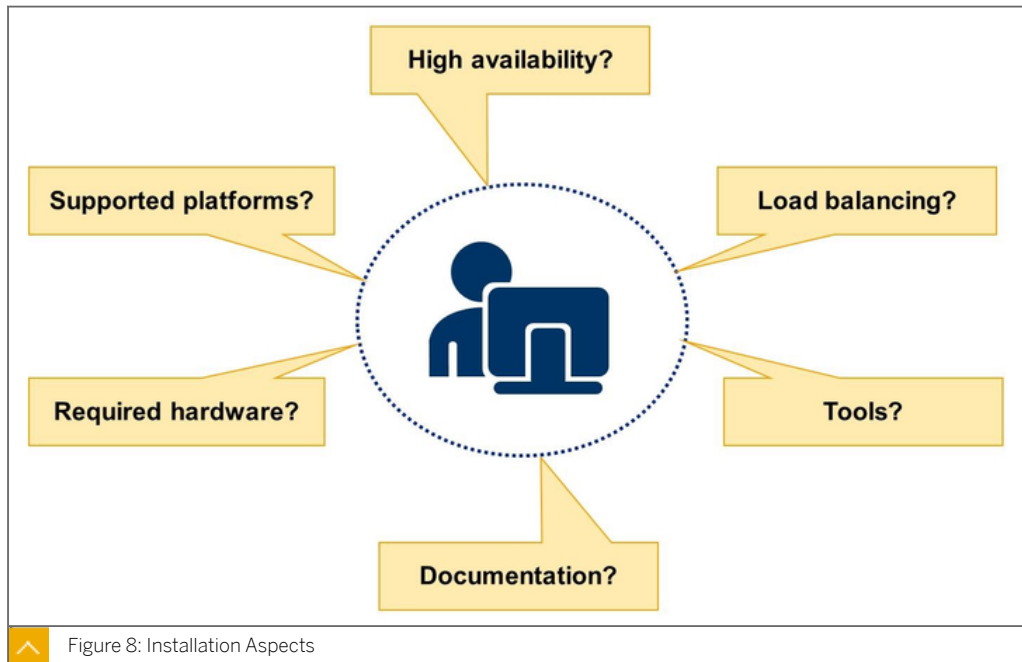 High availability?
Supported platforms?
Load balancing?
Required hardware?
Tools?
Documentation?
Figure 8: Installation Aspects